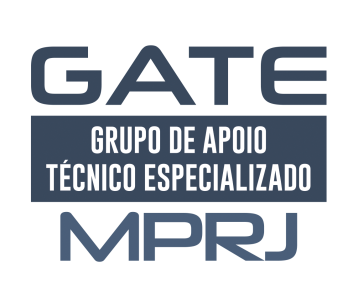 GATE
GRUPO DE APOIO
TÉCNICO ESPECIALIZADO
MPRJ